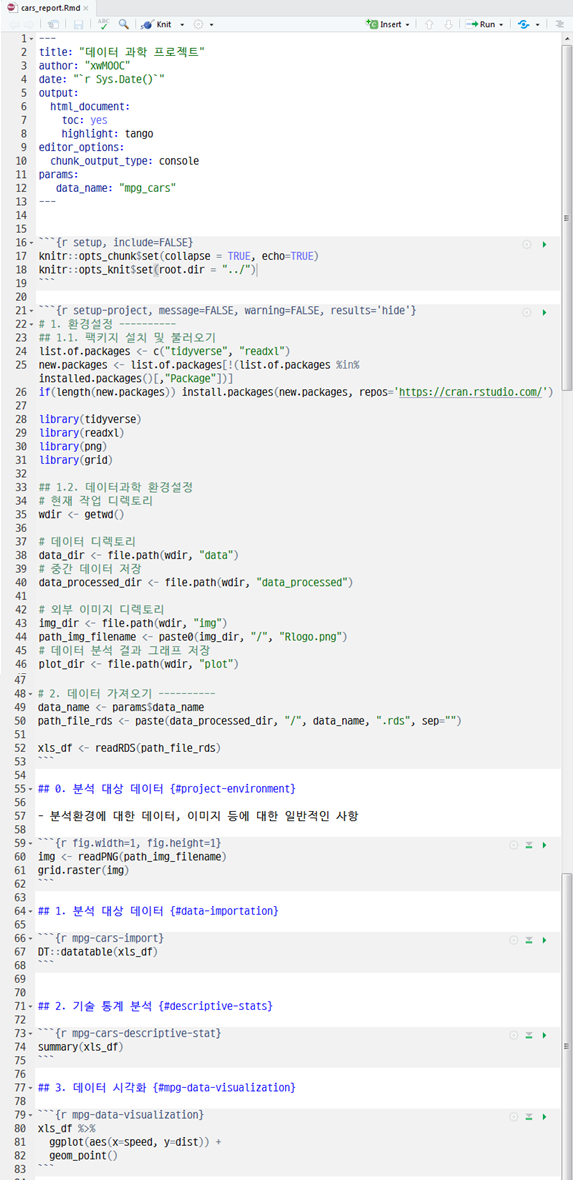 cars_report.Rmd
ABC Knit Insert Run
1 ---
2 title: "데이터 과학 프로젝트"
3 author: "xwMOOC"
4 date: "`r Sys.Date()`"
5 output:
6   html_document:
7     toc: yes
8     highlight: tango
9 editor_options:
10   chunk_output_type: console
11 params:
12    data_name: "mpg_cars"
13 ---
14
15
16 ```{r setup, include=FALSE}
17 knitr::opts_chunk$set(collapse = TRUE, echo=TRUE)
18 knitr::opts_knit$set(root.dir = "../")
19 ```
20
21 ```{r setup-project, message=FALSE, warning=FALSE, results='hide'}
22 # 1. 환경설정 ----------
23 ## 1.1. 팩키지 설치 및 불러오기
24 list.of.packages <- c("tidyverse", "readxl")
25 new.packages <- list.of.packages[!(list.of.packages %in%
installed.packages()[,"Package"])]
26 if(length(new.packages)) install.packages(new.packages, repos='https://cran.rstudio.com/')
27
28 library(tidyverse)
29 library(readxl)
30 library(png)
31 library(grid)
32
33 ## 1.2. 데이터과학 환경설정
34 # 현재 작업 디렉토리
35 wdir <- getwd()
36
37 # 데이터 디렉토리
38 data_dir <- file.path(wdir, "data")
39 # 중간 데이터 저장
40 data_processed_dir <- file.path(wdir, "data_processed")
41
42 # 외부 이미지 디렉토리
43 img_dir <- file.path(wdir, "img")
44 path_img_filename <- paste0(img_dir, "/", "Rlogo.png")
45 # 데이터 분석 결과 그래프 저장
46 plot_dir <- file.path(wdir, "plot")
47
48 # 2. 데이터 가져오기 ----------
49 data_name <- params$data_name
50 path_file_rds <- paste(data_processed_dir, "/", data_name, ".rds", sep="")
51
52 xls_df <- readRDS(path_file_rds)
53 ```
54
55 ## 0. 분석 대상 데이터 {#project-environment}
56
57 - 분석환경에 대한 데이터, 이미지 등에 대한 일반적인 사항
58
59 ```{r fig.width=1, fig.height=1}
60 img <- readPNG(path_img_filename)
61 grid.raster(img)
62 ```
63
64 ## 1. 분석 대상 데이터 {#data-importation}
65
66 ```{r mpg-cars-import}
67 DT::datatable(xls_df)
68 ```
69
70
71 ## 2. 기술 통계 분석 {#descriptive-stats}
72
73 ```{r mpg-cars-descriptive-stat}
74 summary(xls_df)
75 ```
76
77 ## 3. 데이터 시각화 {#mpg-data-visualization}
78
79 ```{r mpg-data-visualization}
80 xls_df %>%
81   ggplot(aes(x=speed, y=dist)) +
82   geom_point()
83 ```